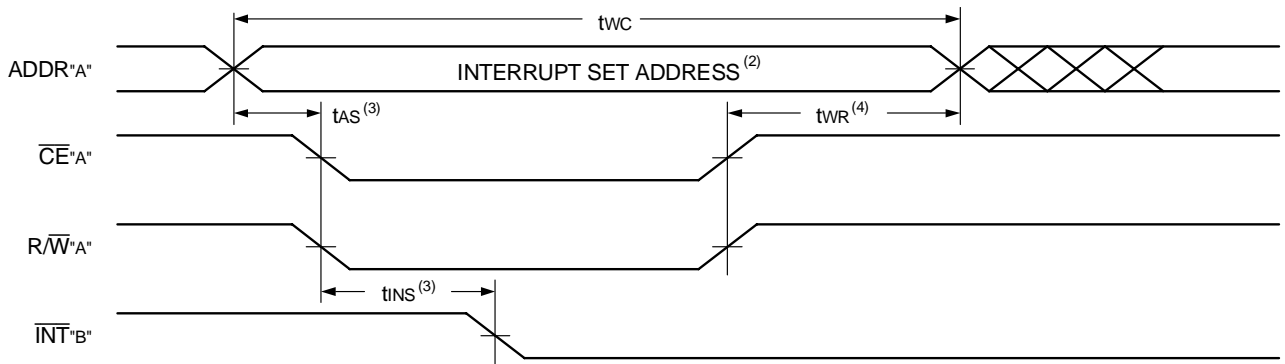 tWC
ADDR"A"
INTERRUPT SET ADDRESS(2)
tAS(3)
tWR(4)
CE"A"
R/W"A"
tINS(3)
INT"B"